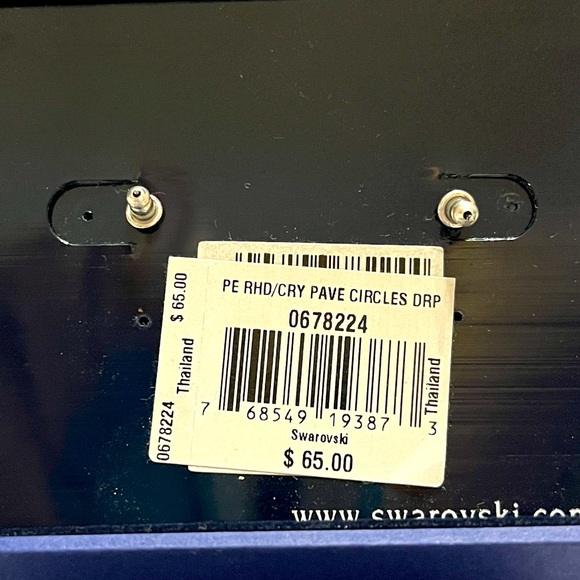 PE RHD/CRY PAVE CIRCLES DRP
0678224
7 68549 19387 3
Swarovski
$ 65.00
Thailand
0678224 Thailand $ 65.00
www.swarovski.com